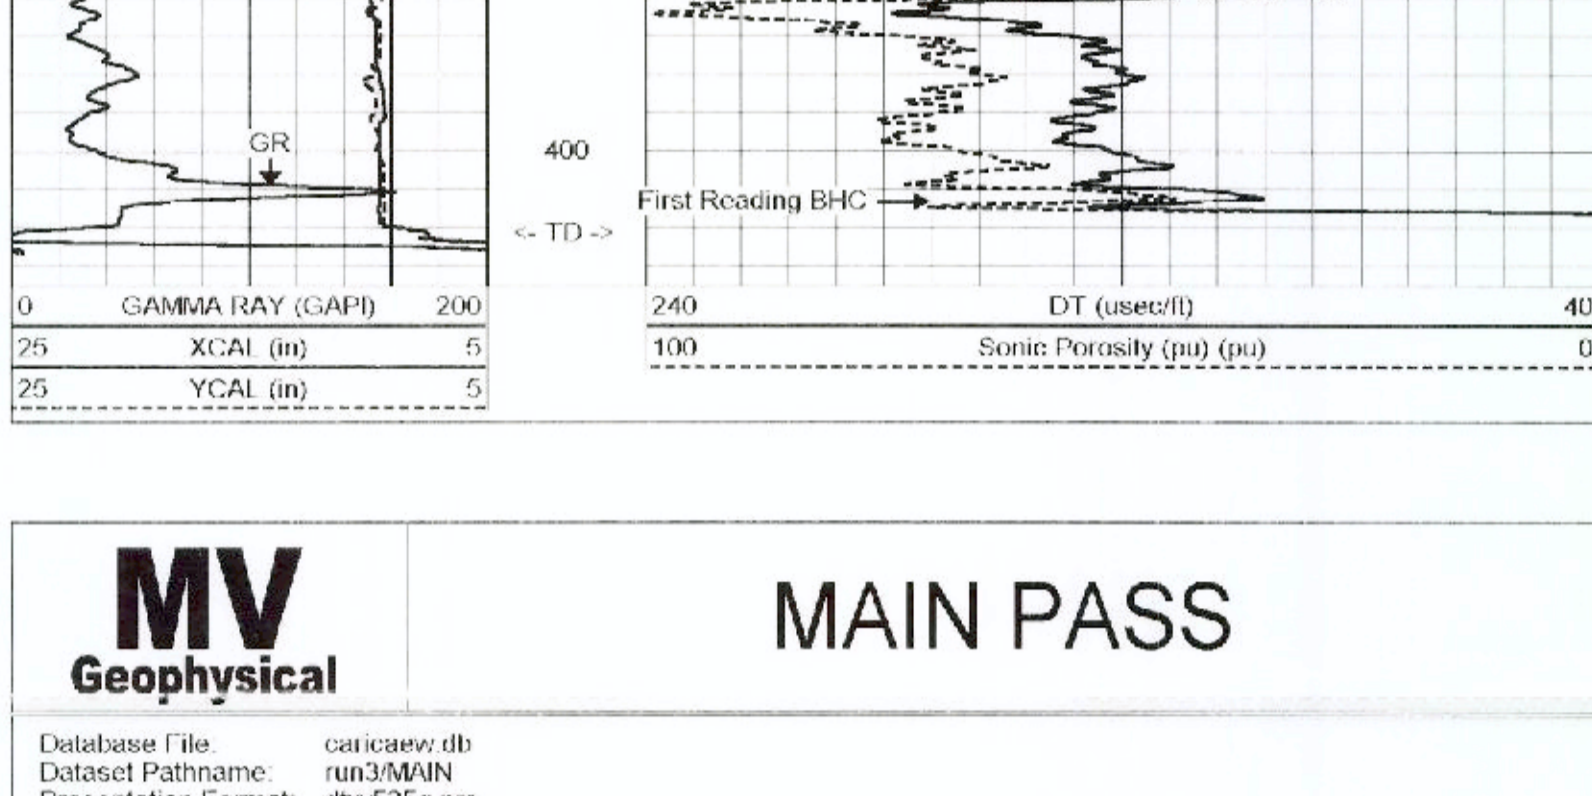 GR
400
First Reading BHC
<- TD ->
0 GAMMA RAY (GAPI) 200
25 XCAL (in) 5
25 YCAL (in) 5
240 DT (usec/ft) 40
100 Sonic Porosity (pu) (pu) 0
MV
Geophysical
MAIN PASS
Database File: caricaew.db
Dataset Pathname: run3/MAIN
Presentation Format: